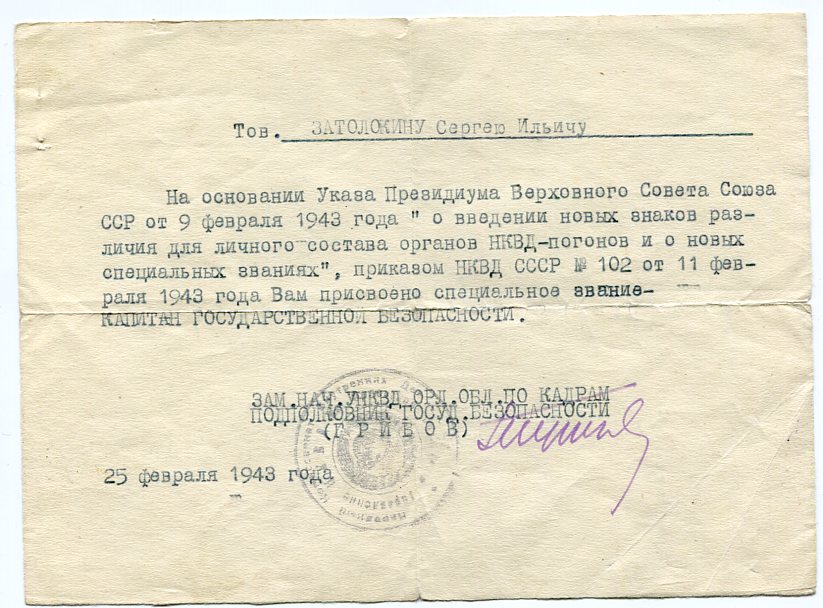 Тов. ЗАТОЛОКИНУ Сергею Ильичу
На основании Указа Президиума Верховного Совета Союза
ССР от 9 февраля 1943 года " о введении новых знаков раз-
личия для личного состава органов НКВД-погонов и о новых
специальных званиях", приказом НКВД СССР № 102 от 11 фев-
раля 1943 года Вам присвоено специальное звание-
КАПИТАН ГОСУДАРСТВЕННОЙ БЕЗОПАСНОСТИ.
ЗАМ.НАЧ.УНКВД ОРЛ.ОБЛ.ПО КАДРАМ
ПОДПОЛКОВНИК ГОСУД.БЕЗОПАСНОСТИ
(Г Р И Б О В)
25 февраля 1943 года